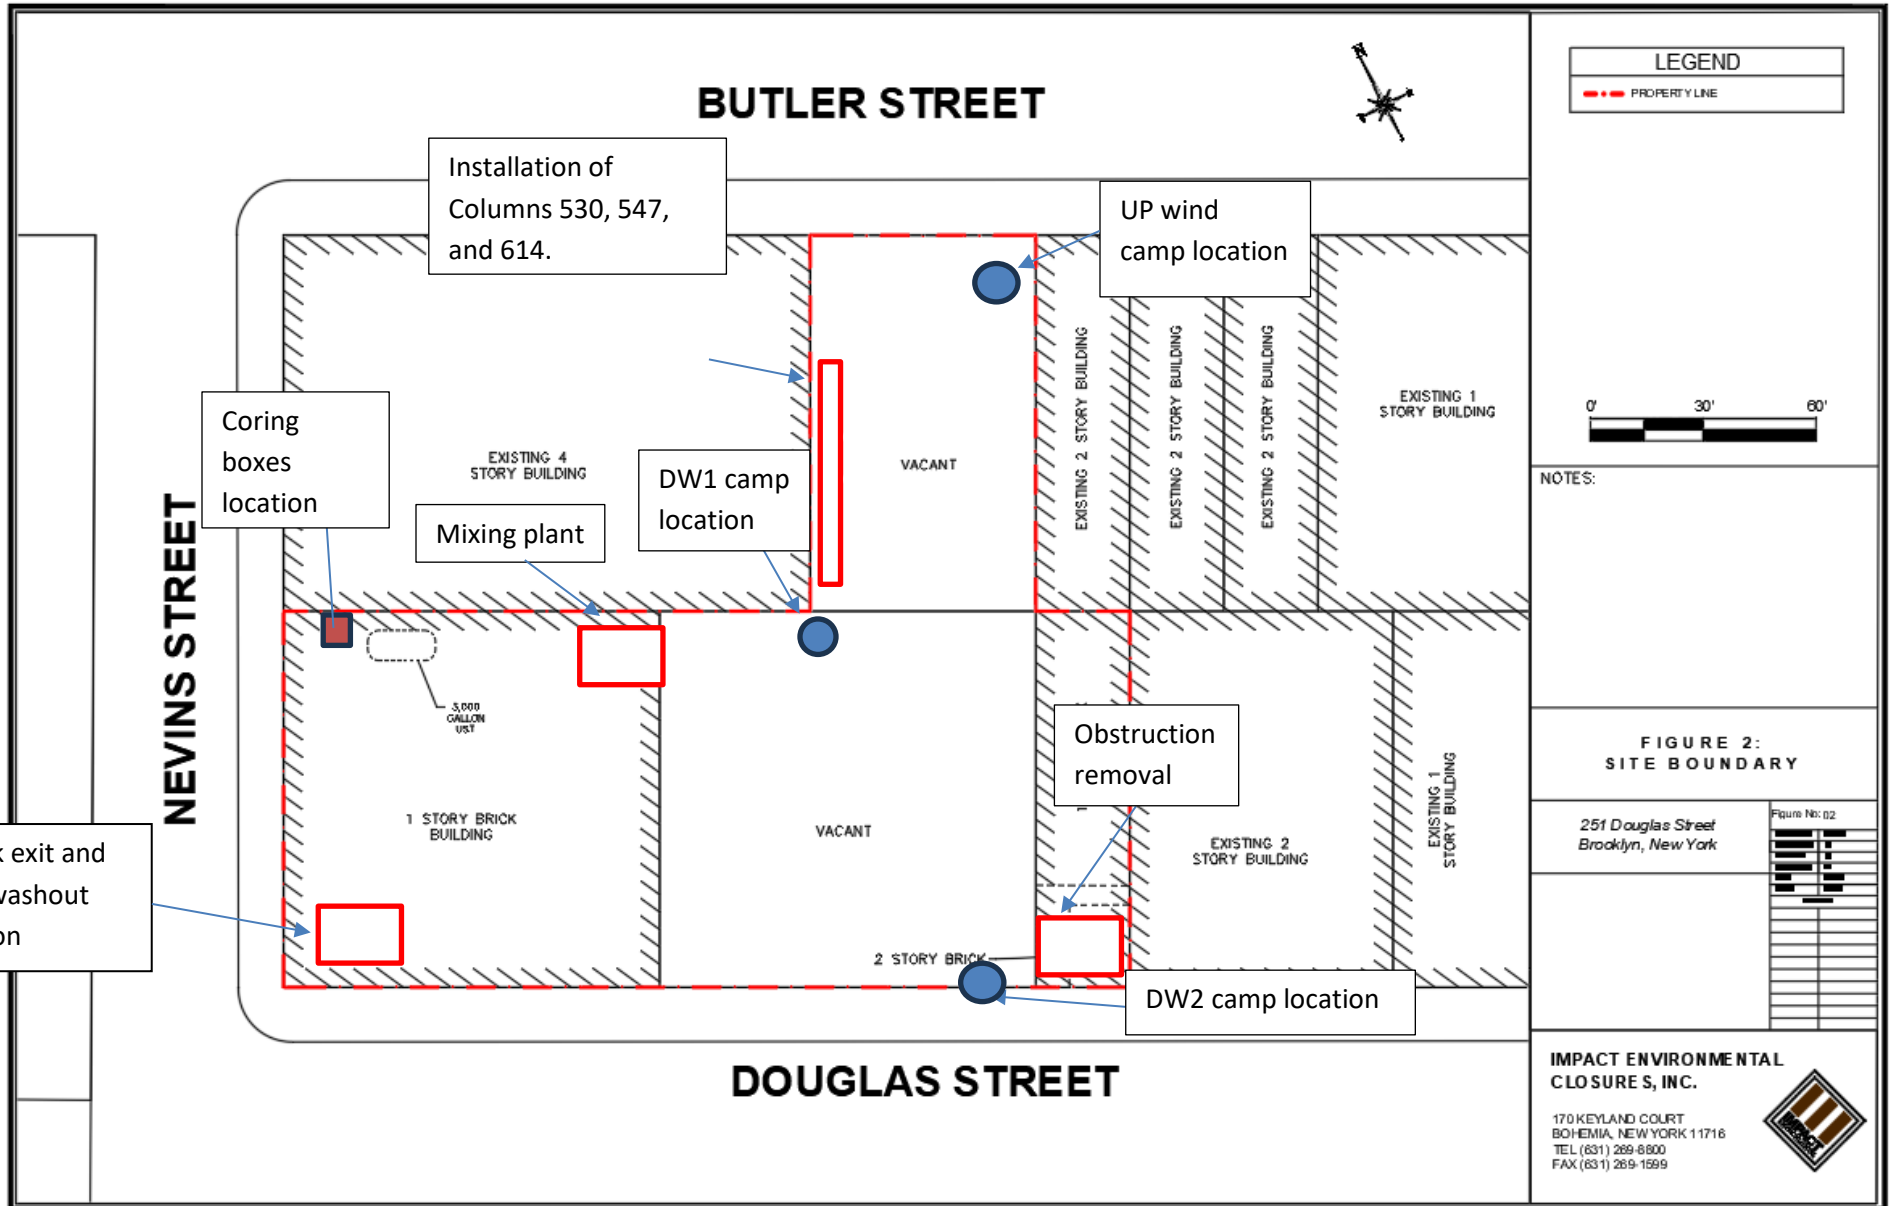 BUTLER STREET
N
Installation of
Columns 530, 547,
and 614.
UP wind
camp location
Coring
boxes
location
EXISTING 4
STORY BUILDING
Mixing plant
DW1 camp
location
VACANT
EXISTING 2 STORY BUILDING
EXISTING 2 STORY BUILDING
EXISTING 2 STORY BUILDING
EXISTING 1
STORY BUILDING
NEVINS STREET
GALLON
UST
1 STORY BRICK
BUILDING
VACANT
Obstruction
removal
EXISTING 2
STORY BUILDING
EXISTING 1
STORY BUILDING
k exit and
washout
on
2 STORY BRICK
DW2 camp location
DOUGLAS STREET
LEGEND
PROPERTY LINE
0' 30' 60'
NOTES:
FIGURE 2:
SITE BOUNDARY
251 Douglas Street
Brooklyn, New York
Figure No: 02
IMPACT ENVIRONMENTAL
CLOSURES, INC.
170 KEYLAND COURT
BOHEMIA, NEW YORK 11716
TEL (631) 269-8800
FAX (631) 269-1599
IMPACT